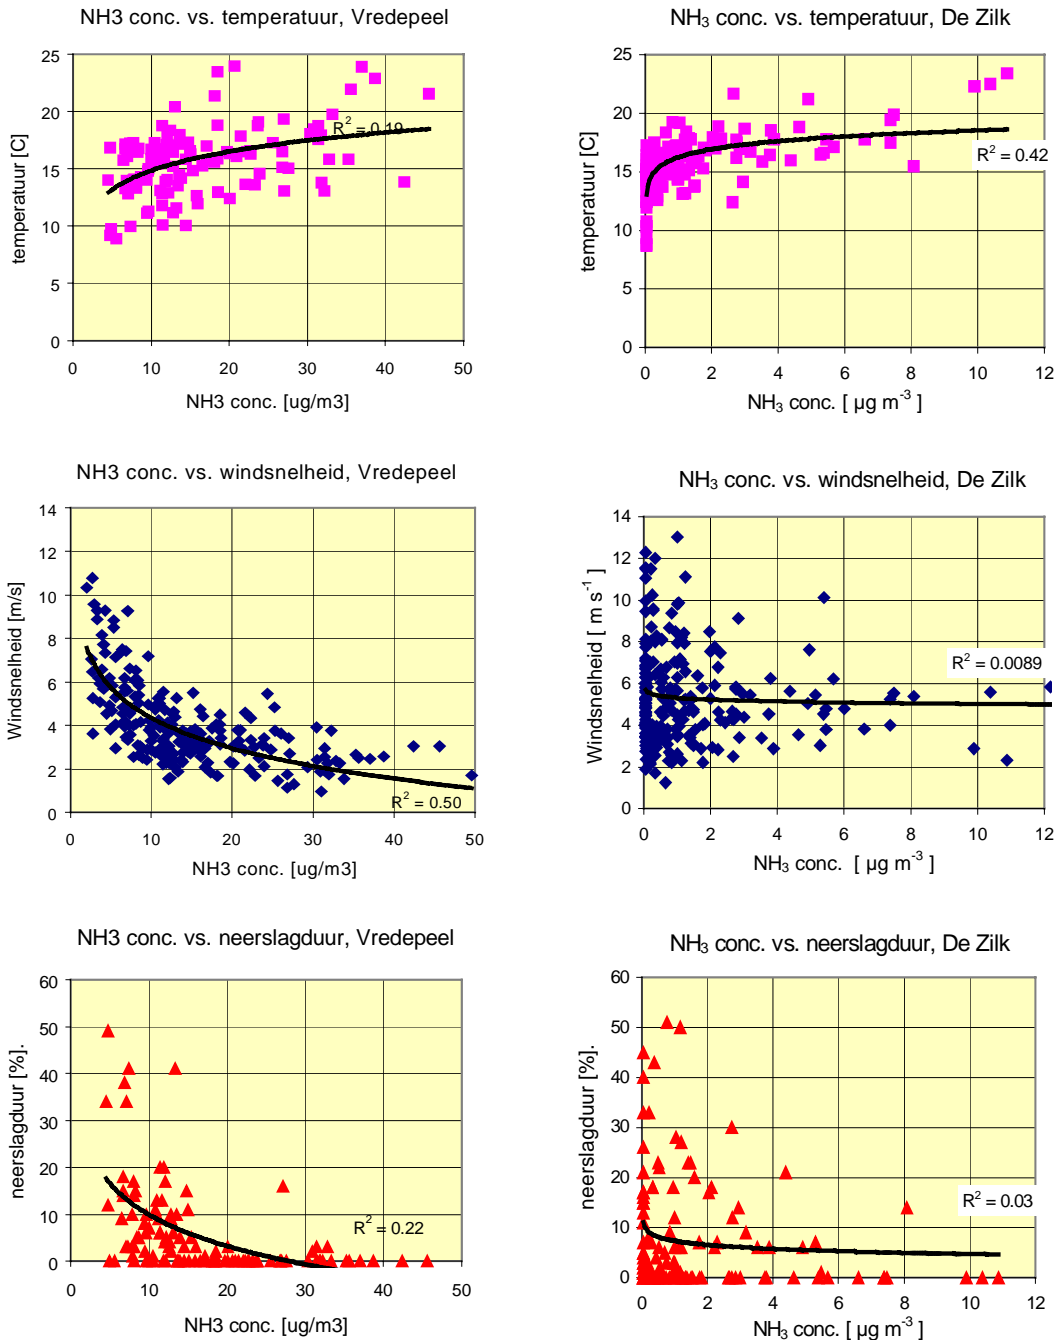 NH3 conc. vs. temperatuur, Vredepeel
25
20
15
10
5
0
temperatuur [C]
R² = 0.19
0 10 20 30 40 50
NH3 conc. [ug/m3]
NH₃ conc. vs. temperatuur, De Zilk
25
20
15
10
5
0
temperatuur [C]
R² = 0.42
0 2 4 6 8 10 12
NH₃ conc. [ µg m⁻³ ]
NH3 conc. vs. windsnelheid, Vredepeel
14
12
10
8
6
4
2
0
Windsnelheid [m/s]
R² = 0.50
0 10 20 30 40 50
NH3 conc. [ug/m3]
NH₃ conc. vs. windsnelheid, De Zilk
14
12
10
8
6
4
2
0
Windsnelheid [ m s⁻¹ ]
R² = 0.0089
0 2 4 6 8 10 12
NH₃ conc. [ µg m⁻³ ]
NH3 conc. vs. neerslagduur, Vredepeel
60
50
40
30
20
10
0
neerslagduur [%].
R² = 0.22
0 10 20 30 40 50
NH3 conc. [ug/m3]
NH₃ conc. vs. neerslagduur, De Zilk
60
50
40
30
20
10
0
neerslagduur [%].
R² = 0.03
0 2 4 6 8 10 12
NH₃ conc. [ µg m⁻³ ]